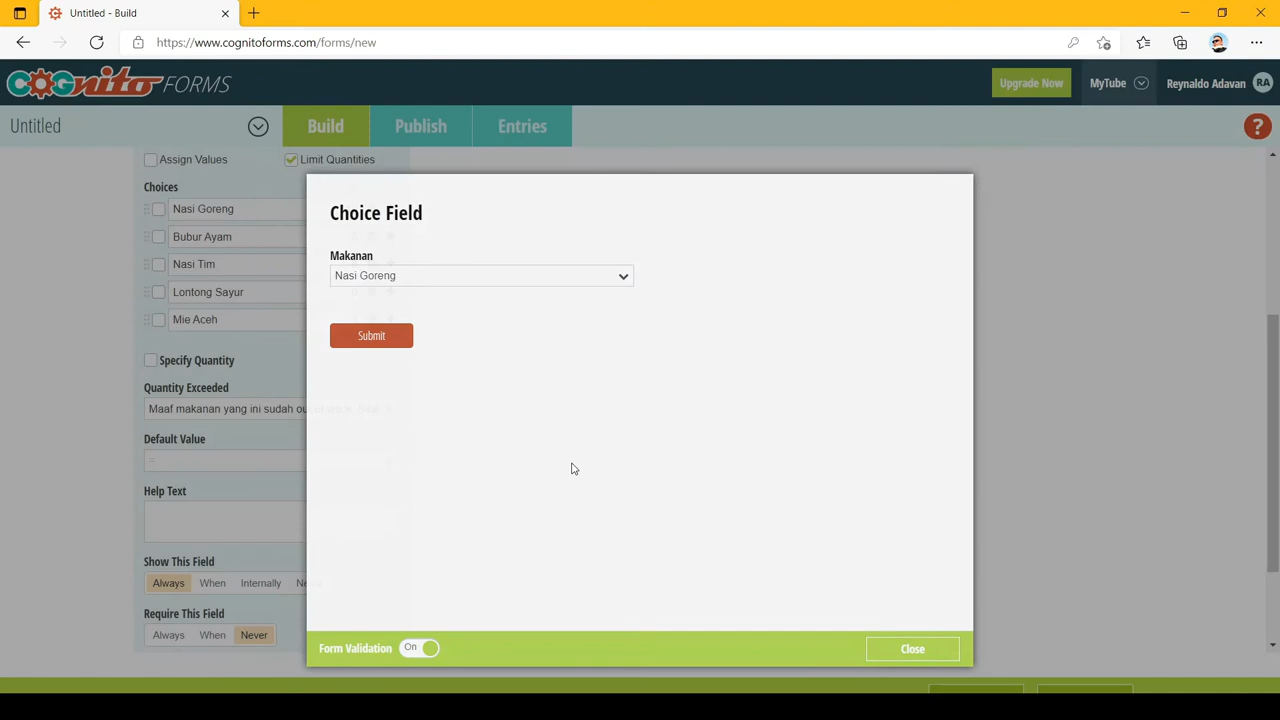 Untitled - Build
https://www.cognitoforms.com/forms/new
COGnito FORMS
Upgrade Now
MyTube
Reynaldo Adavan
RA
Untitled
Build
Publish
Entries
?
Assign Values
Limit Quantities
Choices
Nasi Goreng
Bubur Ayam
Nasi Tim
Lontong Sayur
Mie Aceh
Specify Quantity
Quantity Exceeded
Maaf makanan yang ini sudah
Default Value
Help Text
Show This Field
Always When Internally
Require This Field
Always When Never
Choice Field
Makanan
Nasi Goreng
Submit
Form Validation
On
Close